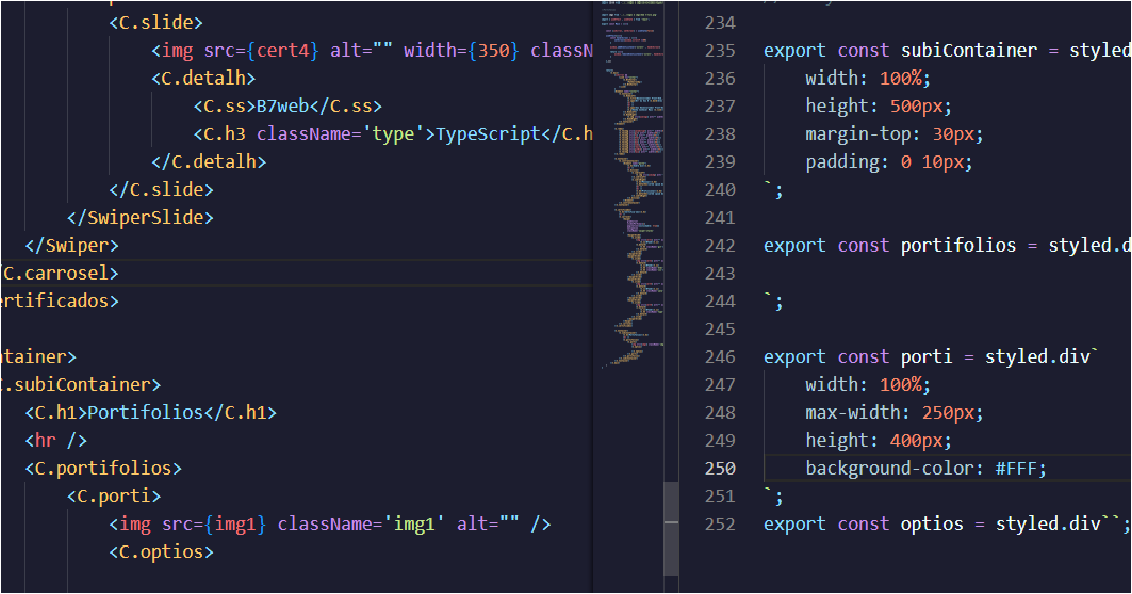 <C.slide>
<img src={cert4} alt="" width={350} classN
<C.detalh>
<C.ss>B7web</C.ss>
<C.h3 className='type'>TypeScript</C.h
</C.detalh>
</C.slide>
</SwiperSlide>
</Swiper>
/C.carrosel>
ertificados>
ntainer>
C.subiContainer>
<C.h1>Portifolios</C.h1>
<hr />
<C.portifolios>
<C.porti>
<img src={img1} className='img1' alt="" />
<C.optios>
234
235 export const subiContainer = styled
236 width: 100%;
237 height: 500px;
238 margin-top: 30px;
239 padding: 0 10px;
240 `;
241
242 export const portifolios = styled.d
243
244 `;
245
246 export const porti = styled.div`
247 width: 100%;
248 max-width: 250px;
249 height: 400px;
250 background-color: #FFF;
251 `;
252 export const optios = styled.div``;